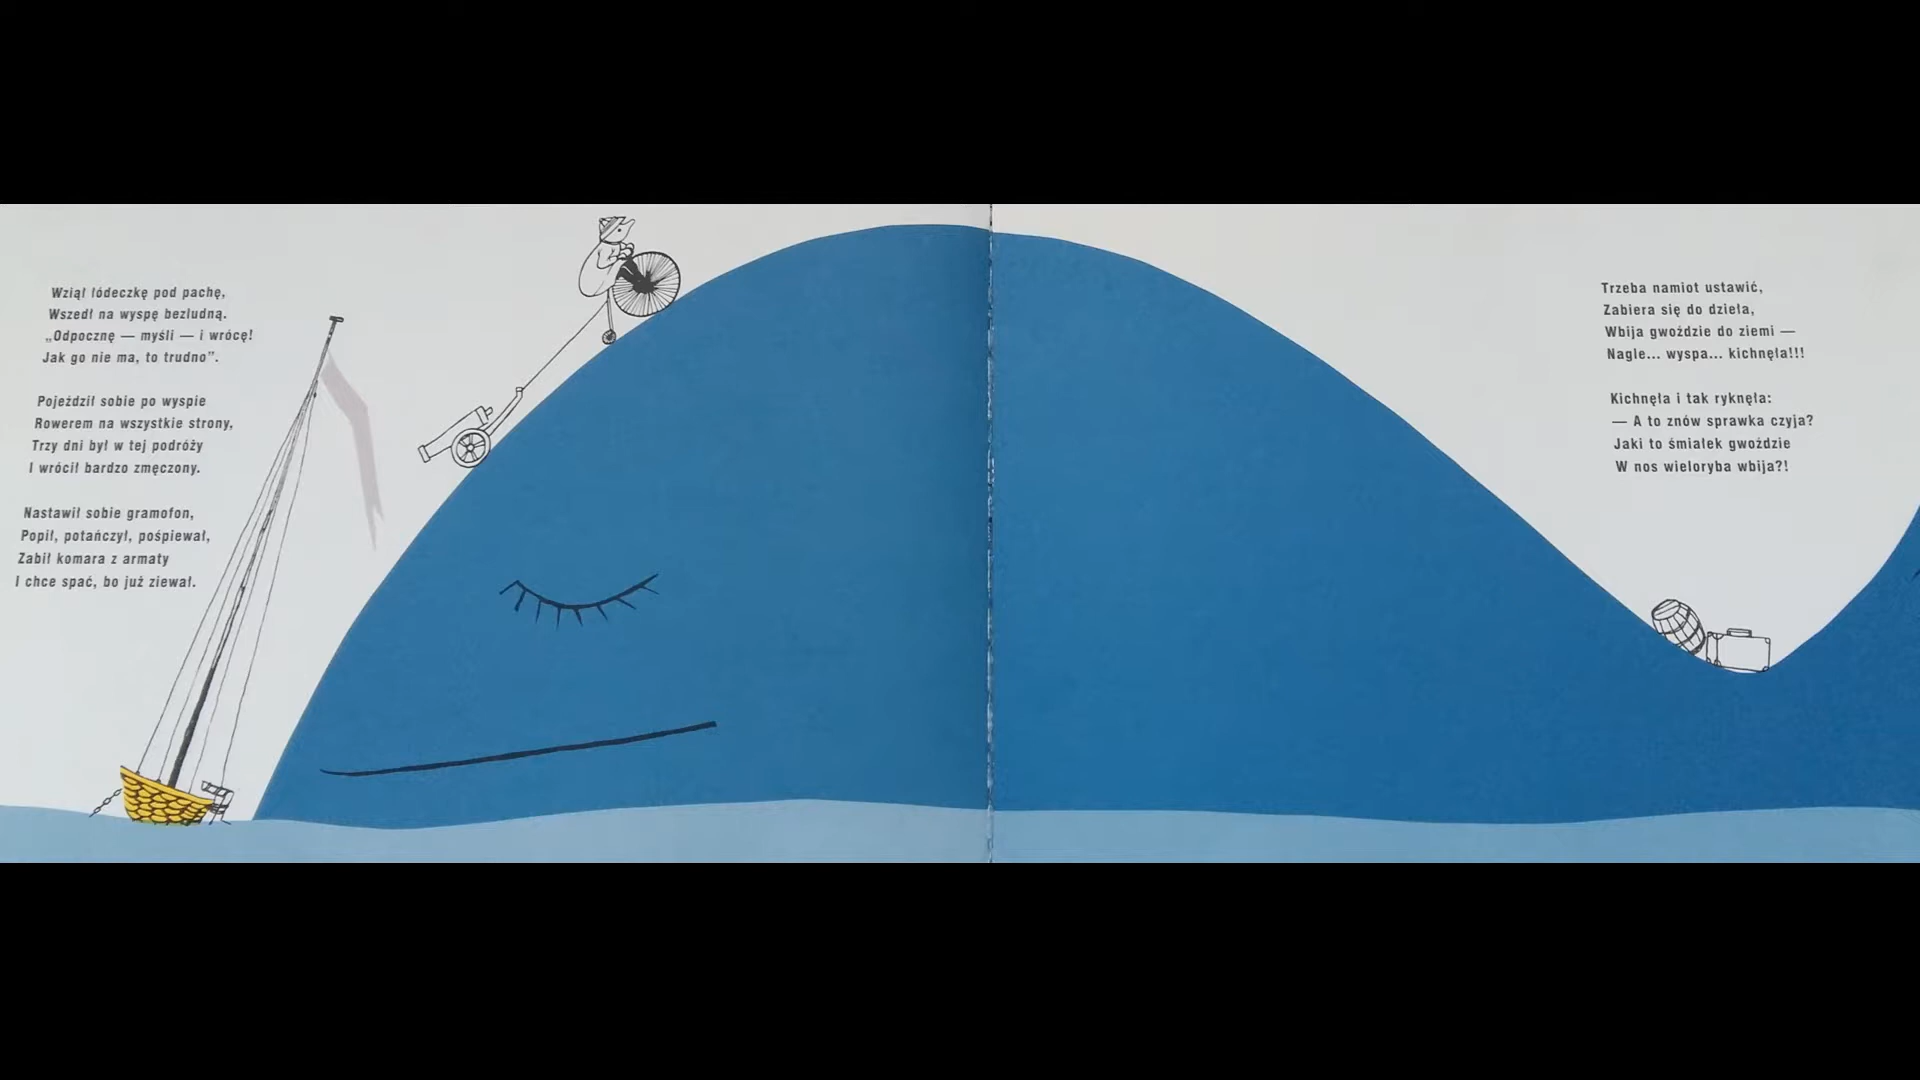 Wziął łódeczkę pod pachę,
Wszedł na wyspę bezludną.
„Odpocznę — myśli — i wrócę!
Jak go nie ma, to trudno”.
Pojeździł sobie po wyspie
Rowerem na wszystkie strony,
Trzy dni był w tej podróży
I wrócił bardzo zmęczony.
Nastawił sobie gramofon,
Popił, potańczył, pośpiewał,
Zabił komara z armaty
I chce spać, bo już ziewał.
Trzeba namiot ustawić,
Zabiera się do dzieła,
Wbija gwoździe do ziemi —
Nagle... wyspa... kichnęła!!!
Kichnęła i tak ryknęła:
— A to znów sprawka czyja?
Jaki to śmiałek gwoździe
W nos wieloryba wbija?!